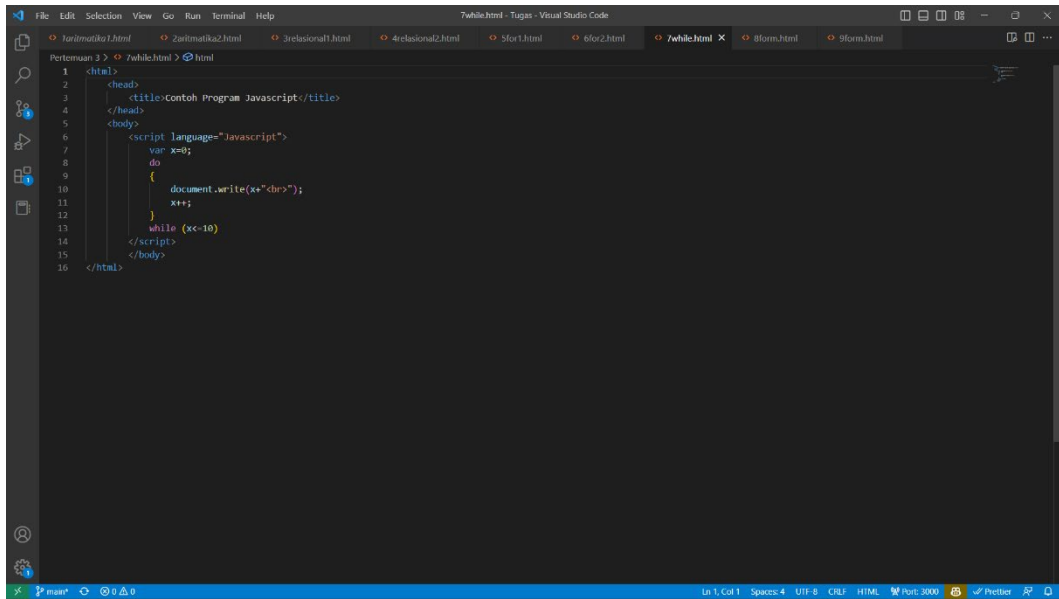 File Edit Selection View Go Run Terminal Help 7while.html - Tugas - Visual Studio Code
1aritmatika1.html 2aritmatika2.html 3relasional1.html 4relasional2.html 5for1.html 6for2.html 7while.html 8form.html 9form.html
Pertemuan 3 > 7while.html > html
1 <html>
2 <head>
3 <title>Contoh Program Javascript</title>
4 </head>
5 <body>
6 <script language="Javascript">
7 var x=0;
8 do
9 {
10 document.write(x+"<br>");
11 x++;
12 }
13 while (x<=10)
14 </script>
15 </body>
16 </html>
main* 0 0 Ln 1, Col 1 Spaces: 4 UTF-8 CRLF HTML Port: 3000 Prettier